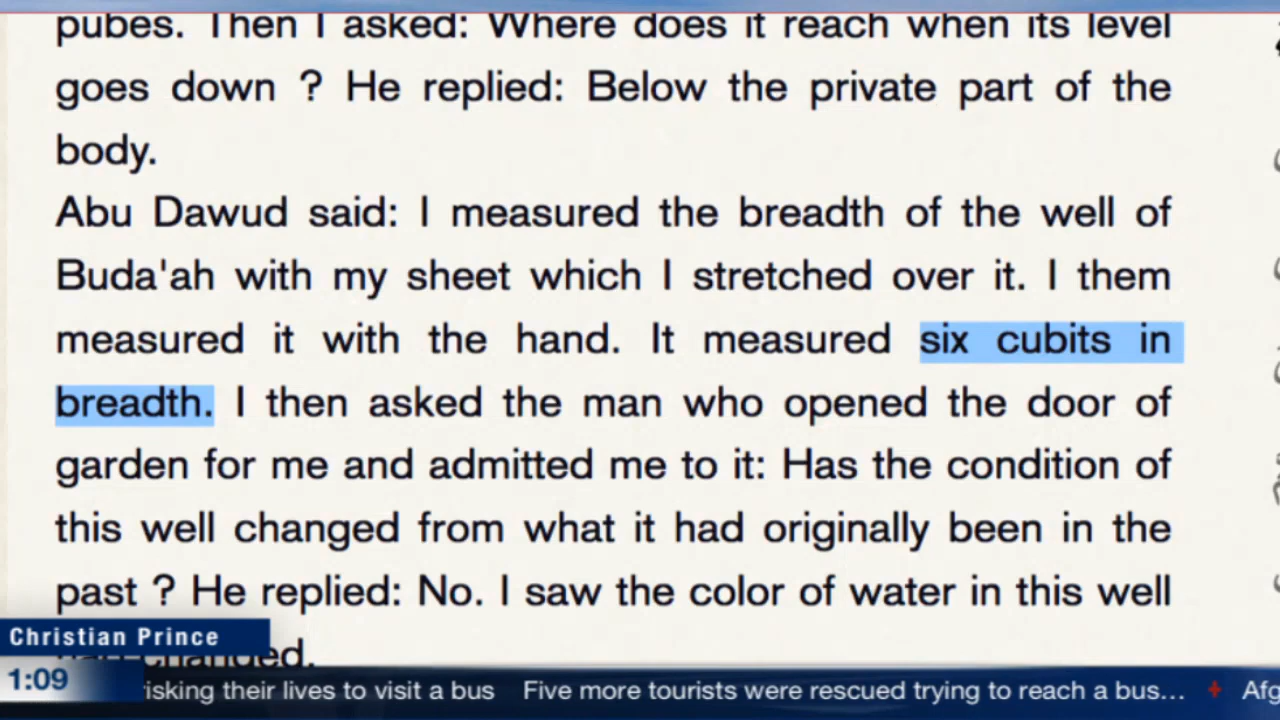 pubes. Then I asked: Where does it reach when its level
goes down ? He replied: Below the private part of the
body.
Abu Dawud said: I measured the breadth of the well of
Buda'ah with my sheet which I stretched over it. I them
measured it with the hand. It measured six cubits in
breadth. I then asked the man who opened the door of
garden for me and admitted me to it: Has the condition of
this well changed from what it had originally been in the
past ? He replied: No. I saw the color of water in this well
had changed.
Christian Prince
1:09
risking their lives to visit a bus Five more tourists were rescued trying to reach a bus... Afg